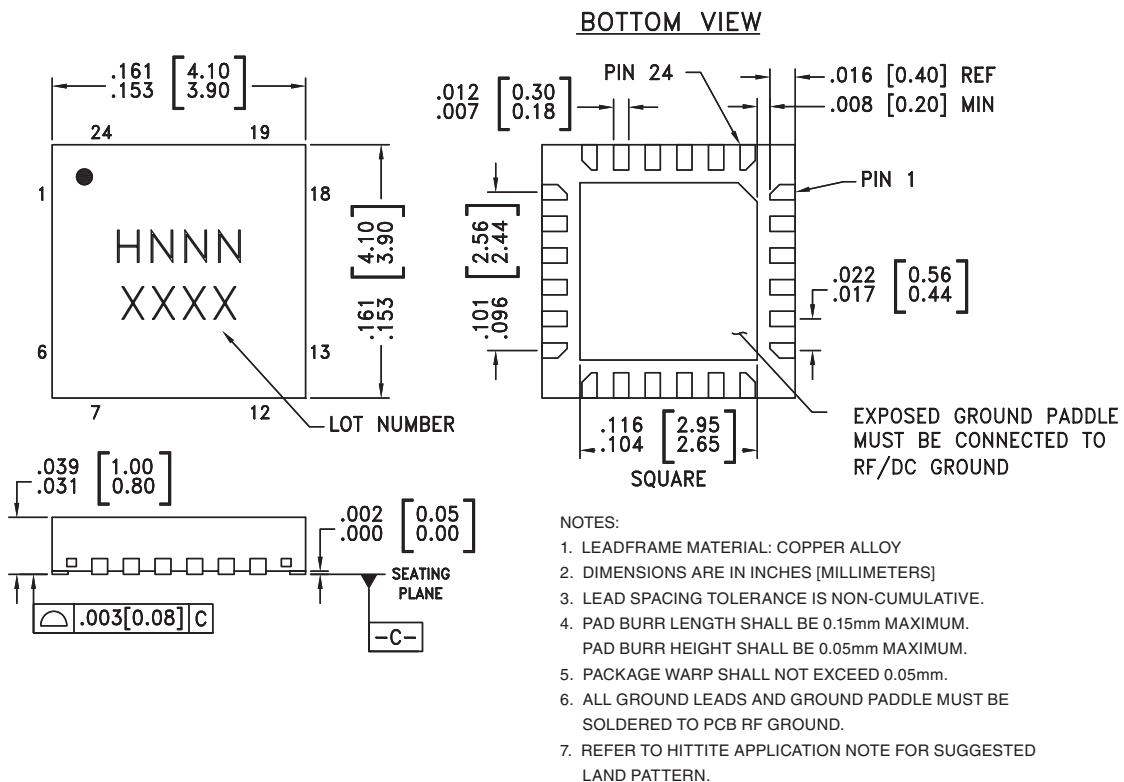 BOTTOM VIEW
.161 [4.10]
.153 [3.90]
24
19
1
18
HNNN
XXXX
6
13
7
12
LOT NUMBER
.161 [4.10]
.153 [3.90]
PIN 24
.012 [0.30]
.007 [0.18]
.016 [0.40] REF
.008 [0.20] MIN
PIN 1
.101 [2.56]
.096 [2.44]
.022 [0.56]
.017 [0.44]
.116 [2.95]
.104 [2.65]
SQUARE
EXPOSED GROUND PADDLE
MUST BE CONNECTED TO
RF/DC GROUND
.039 [1.00]
.031 [0.80]
.002 [0.05]
.000 [0.00]
SEATING
PLANE
.003[0.08] C
-C-
NOTES:
1. LEADFRAME MATERIAL: COPPER ALLOY
2. DIMENSIONS ARE IN INCHES [MILLIMETERS]
3. LEAD SPACING TOLERANCE IS NON-CUMULATIVE.
4. PAD BURR LENGTH SHALL BE 0.15mm MAXIMUM.
PAD BURR HEIGHT SHALL BE 0.05mm MAXIMUM.
5. PACKAGE WARP SHALL NOT EXCEED 0.05mm.
6. ALL GROUND LEADS AND GROUND PADDLE MUST BE
SOLDERED TO PCB RF GROUND.
7. REFER TO HITTITE APPLICATION NOTE FOR SUGGESTED
LAND PATTERN.